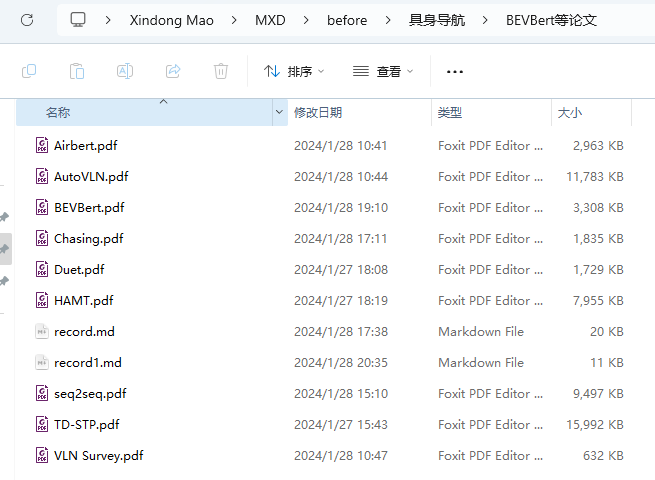 Xindong Mao > MXD > before > 具身导航 > BEVBert等论文
排序 查看 ...
名称 修改日期 类型 大小
Airbert.pdf 2024/1/28 10:41 Foxit PDF Editor ... 2,963 KB
AutoVLN.pdf 2024/1/28 10:44 Foxit PDF Editor ... 11,783 KB
BEVBert.pdf 2024/1/28 19:10 Foxit PDF Editor ... 3,308 KB
Chasing.pdf 2024/1/28 17:11 Foxit PDF Editor ... 1,835 KB
Duet.pdf 2024/1/27 18:08 Foxit PDF Editor ... 1,729 KB
HAMT.pdf 2024/1/27 18:19 Foxit PDF Editor ... 7,955 KB
record.md 2024/1/28 17:38 Markdown File 20 KB
record1.md 2024/1/28 20:35 Markdown File 11 KB
seq2seq.pdf 2024/1/28 15:10 Foxit PDF Editor ... 9,497 KB
TD-STP.pdf 2024/1/27 15:43 Foxit PDF Editor ... 15,992 KB
VLN Survey.pdf 2024/1/28 10:47 Foxit PDF Editor ... 632 KB